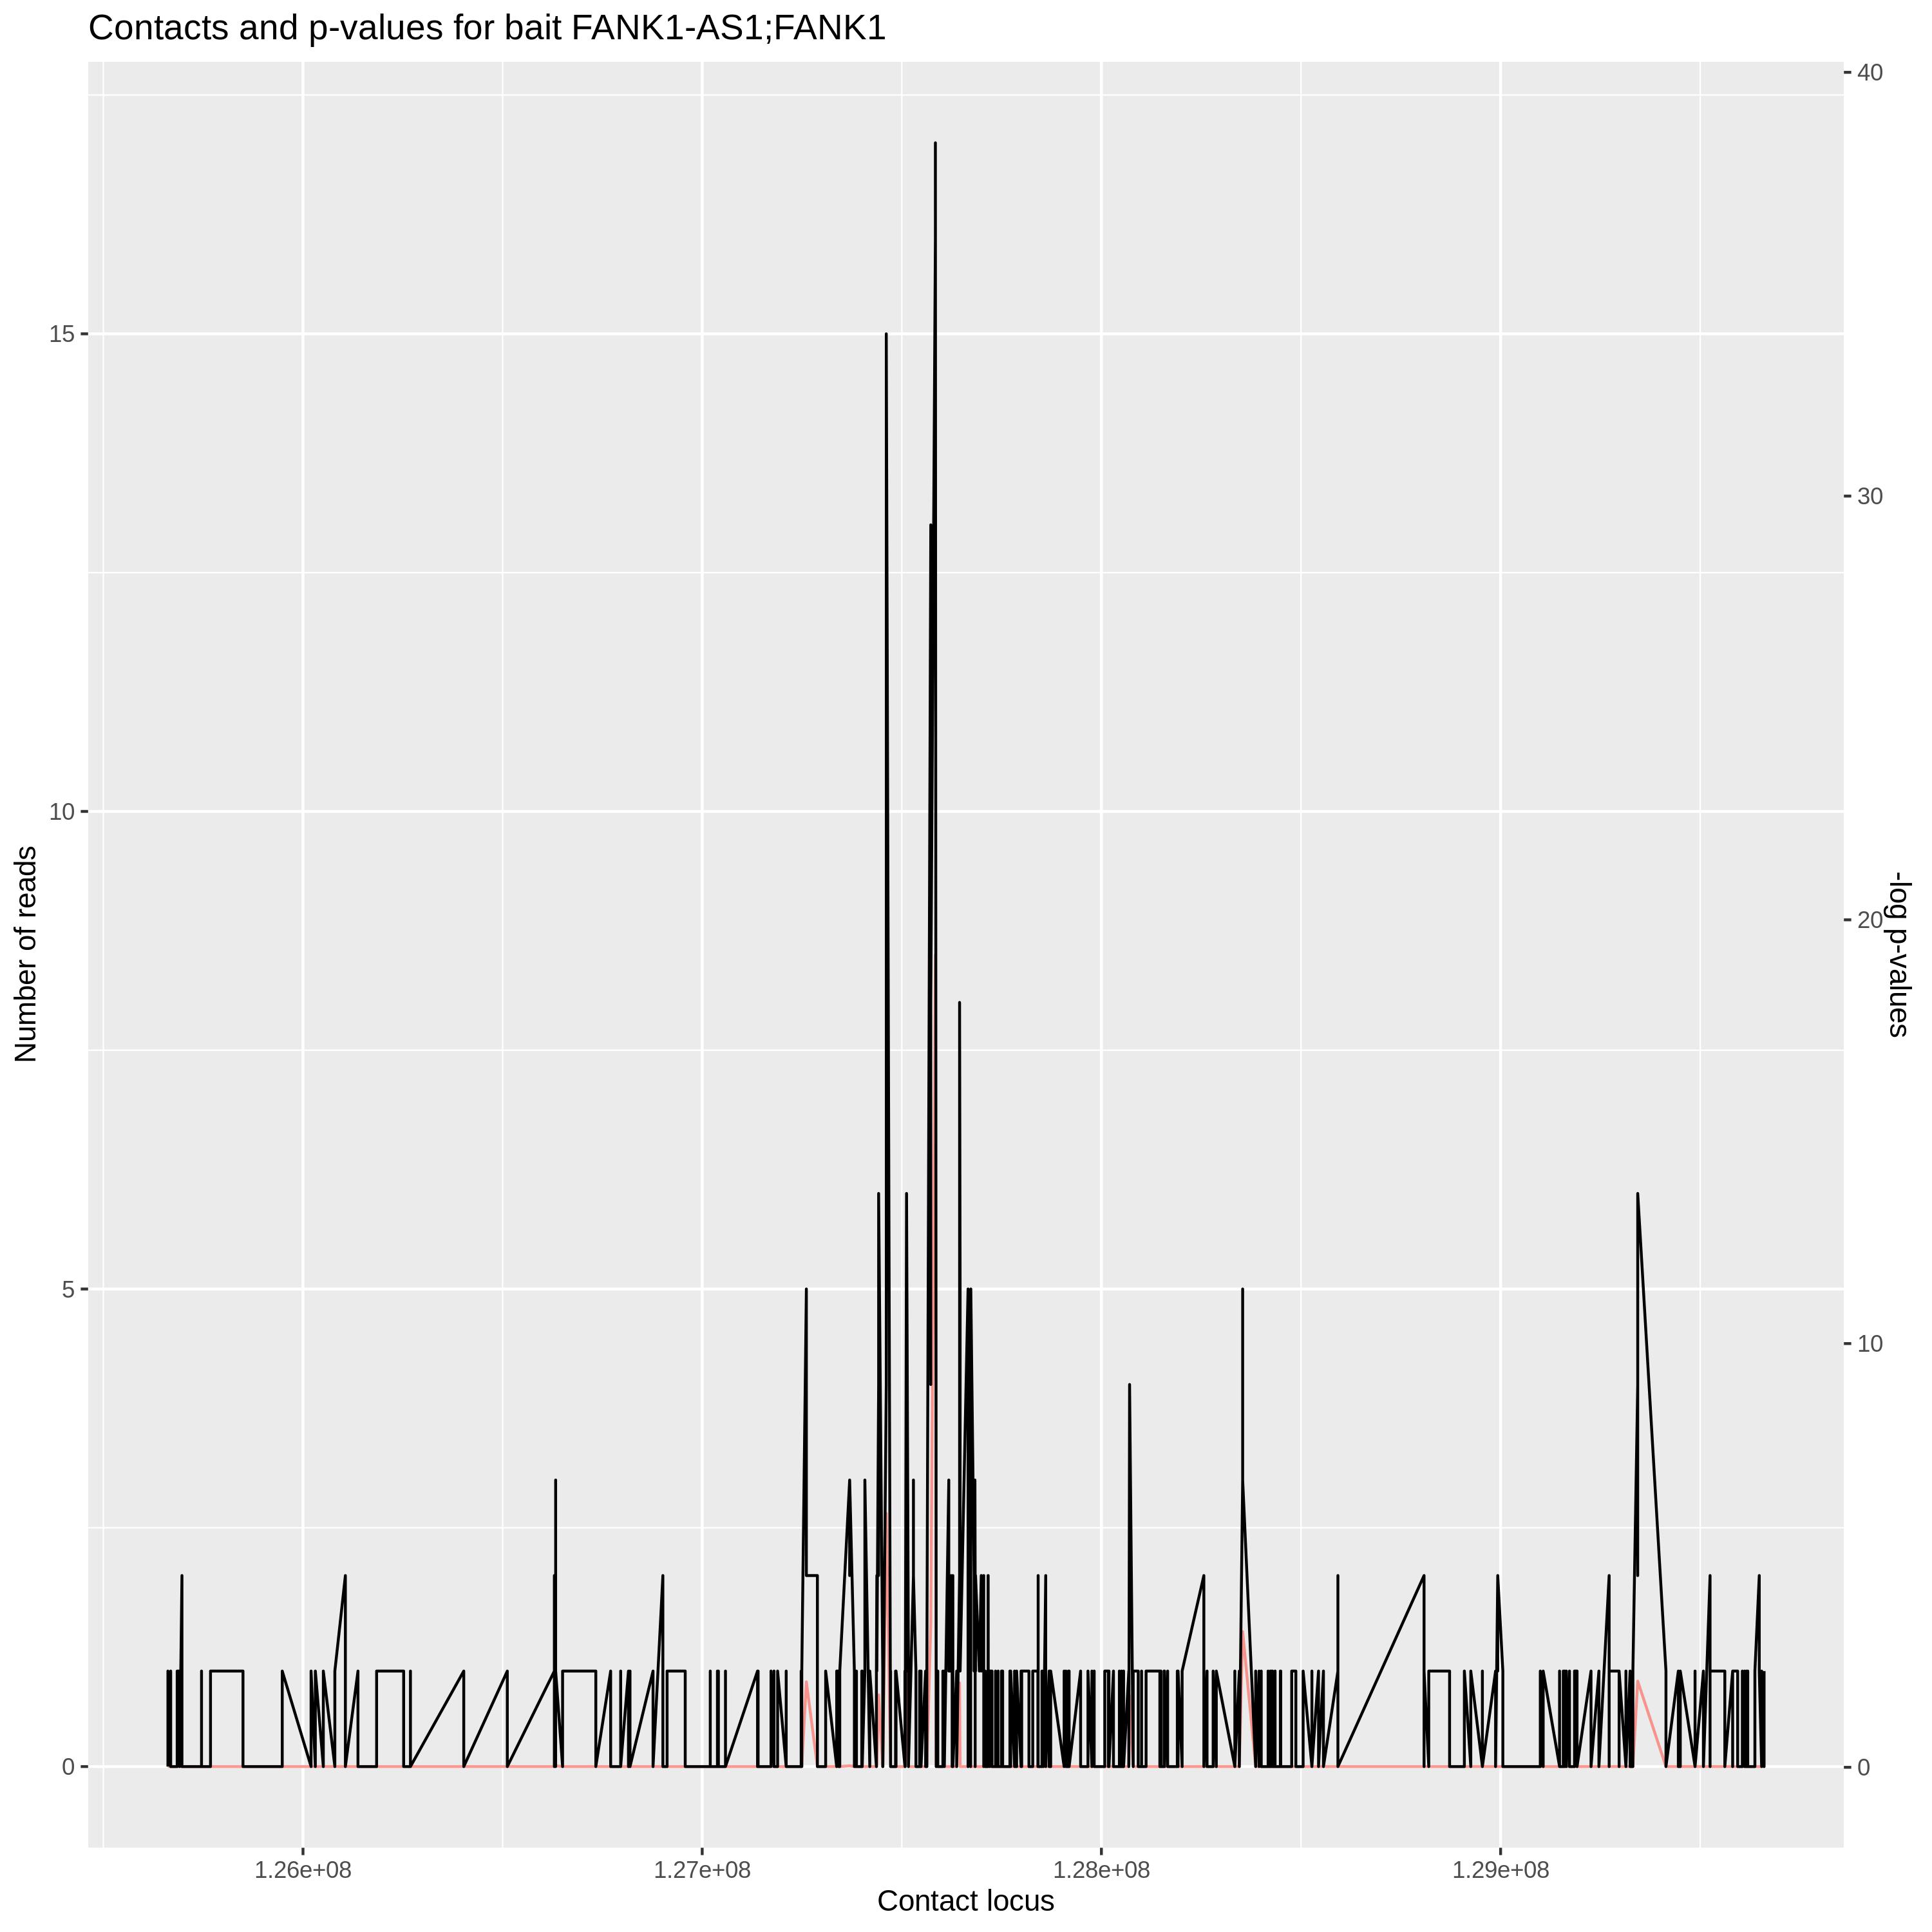 Contacts and p-values for bait FANK1-AS1;FANK1
40
15
30
10
20
Number of reads
-log p-values
5
10
0
0
1.26e+08
1.27e+08
1.28e+08
1.29e+08
Contact locus